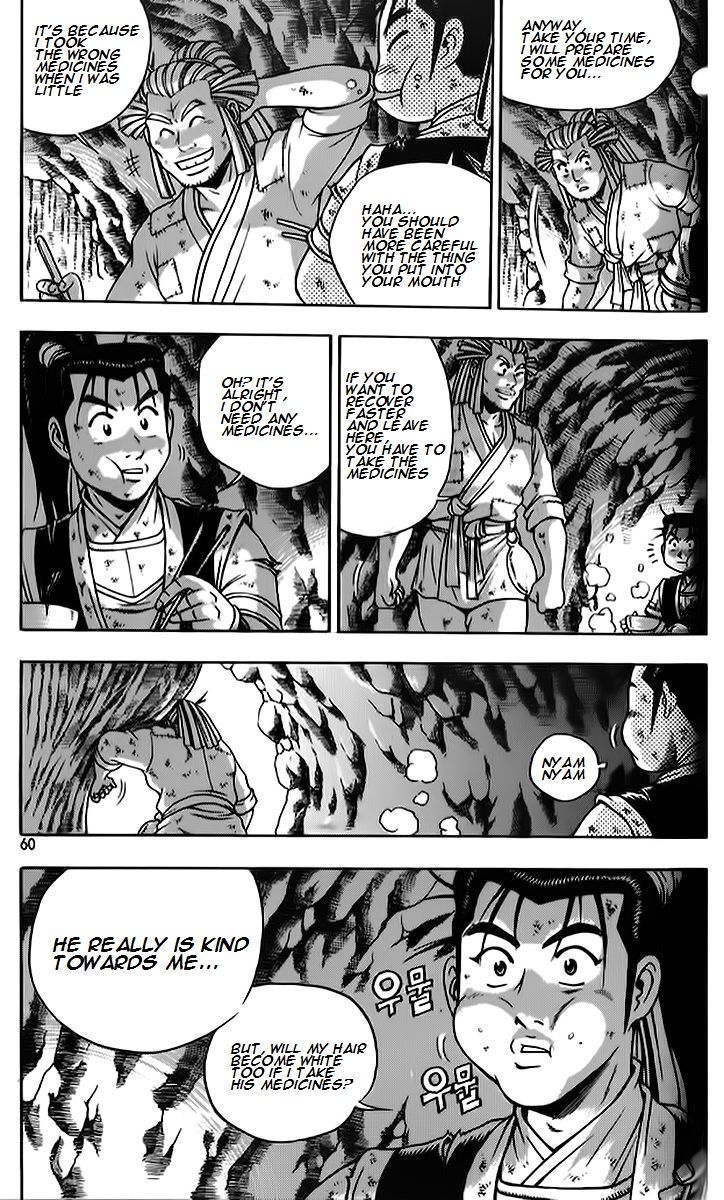 IT'S BECAUSE
I TOOK
THE WRONG
MEDICINES
WHEN I WAS
LITTLE
HAHA...
YOU SHOULD
HAVE BEEN
MORE CAREFUL
WITH THE THING
YOU PUT INTO
YOUR MOUTH
ANYWAY,
TAKE YOUR TIME,
I WILL PREPARE
SOME MEDICINES
FOR YOU...
OH? IT'S
ALRIGHT,
I DON'T
NEED ANY
MEDICINES...
IF YOU
WANT TO
RECOVER
FASTER
AND LEAVE
HERE,
YOU HAVE TO
TAKE THE
MEDICINES
NYAM
NYAM
60
HE REALLY IS KIND
TOWARDS ME...
우물
BUT, WILL MY HAIR
BECOME WHITE
TOO IF I TAKE
HIS MEDICINES?
우물